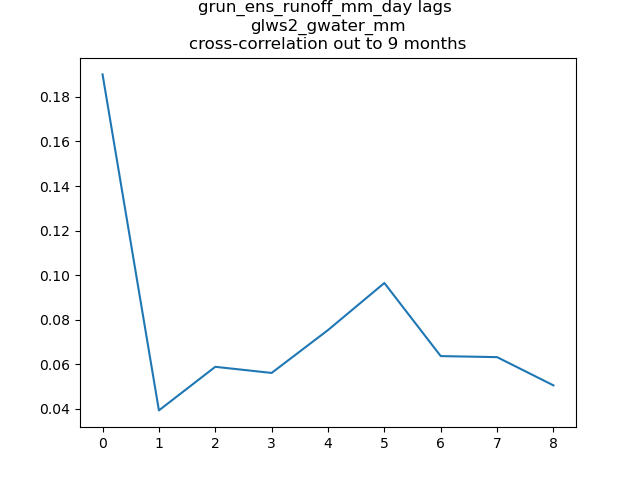 grun_ens_runoff_mm_day lags
glws2_gwater_mm
cross-correlation out to 9 months
0.18
0.16
0.14
0.12
0.10
0.08
0.06
0.04
0 1 2 3 4 5 6 7 8